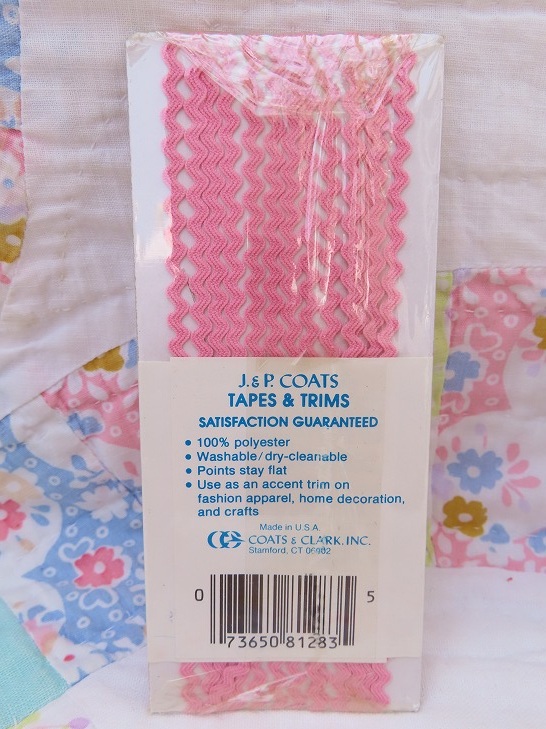 J. & P. COATS
TAPES & TRIMS
SATISFACTION GUARANTEED
• 100% polyester
• Washable/dry-cleanable
• Points stay flat
• Use as an accent trim on
fashion apparel, home decoration,
and crafts
Made in U.S.A.
COATS & CLARK, INC.
Stamford, CT 06902
0 73650 81283 5